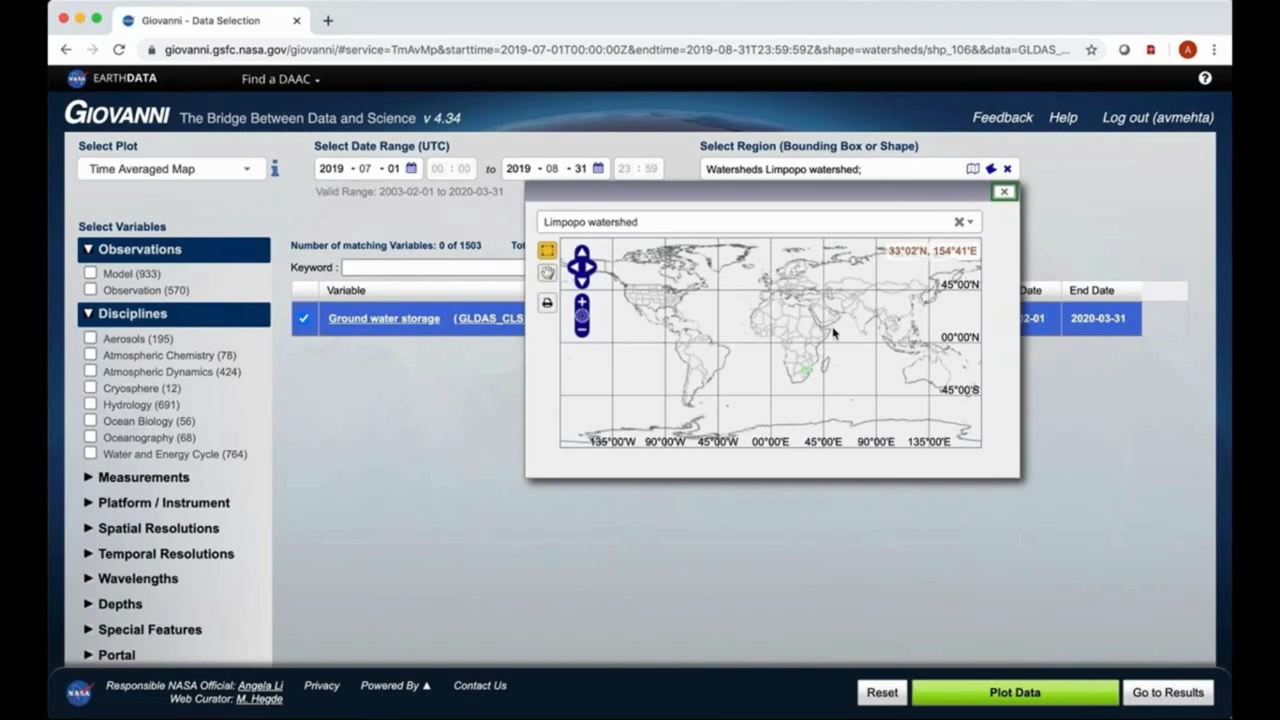 Giovanni - Data Selection
giovanni.gsfc.nasa.gov/giovanni/#service=TmAvMp&starttime=2019-07-01T00:00:00Z&endtime=2019-08-31T23:59:59Z&shape=watersheds/shp_106&&data=GLDAS_...
A
NASA EARTHDATA Find a DAAC
GIOVANNI The Bridge Between Data and Science v 4.34 Feedback Help Log out (avmehta)
Select Plot Select Date Range (UTC) Select Region (Bounding Box or Shape)
Time Averaged Map i 2019 - 07 - 01 00 : 00 to 2019 - 08 - 31 23 : 59 Watersheds Limpopo watershed;
Valid Range: 2003-02-01 to 2020-03-31
Limpopo watershed
Select Variables
Observations
Number of matching Variables: 0 of 1503 Tot
33°02'N, 154°41'E
Model (933)
Keyword :
Observation (570)
Variable
45°00'N
Date End Date
Disciplines
Ground water storage (GLDAS_CLS
2-01 2020-03-31
Aerosols (195)
00°00'N
Atmospheric Chemistry (78)
Atmospheric Dynamics (424)
Cryosphere (12)
45°00'S
Hydrology (691)
Ocean Biology (56)
Oceanography (68)
135°00'W 90°00'W 45°00'W 00°00'E 45°00'E 90°00'E 135°00'E
Water and Energy Cycle (764)
Measurements
Platform / Instrument
Spatial Resolutions
Temporal Resolutions
Wavelengths
Depths
Special Features
Portal
NASA
Responsible NASA Official: Angela Li Privacy Powered By Contact Us
Web Curator: M. Hegde
Reset Plot Data Go to Results